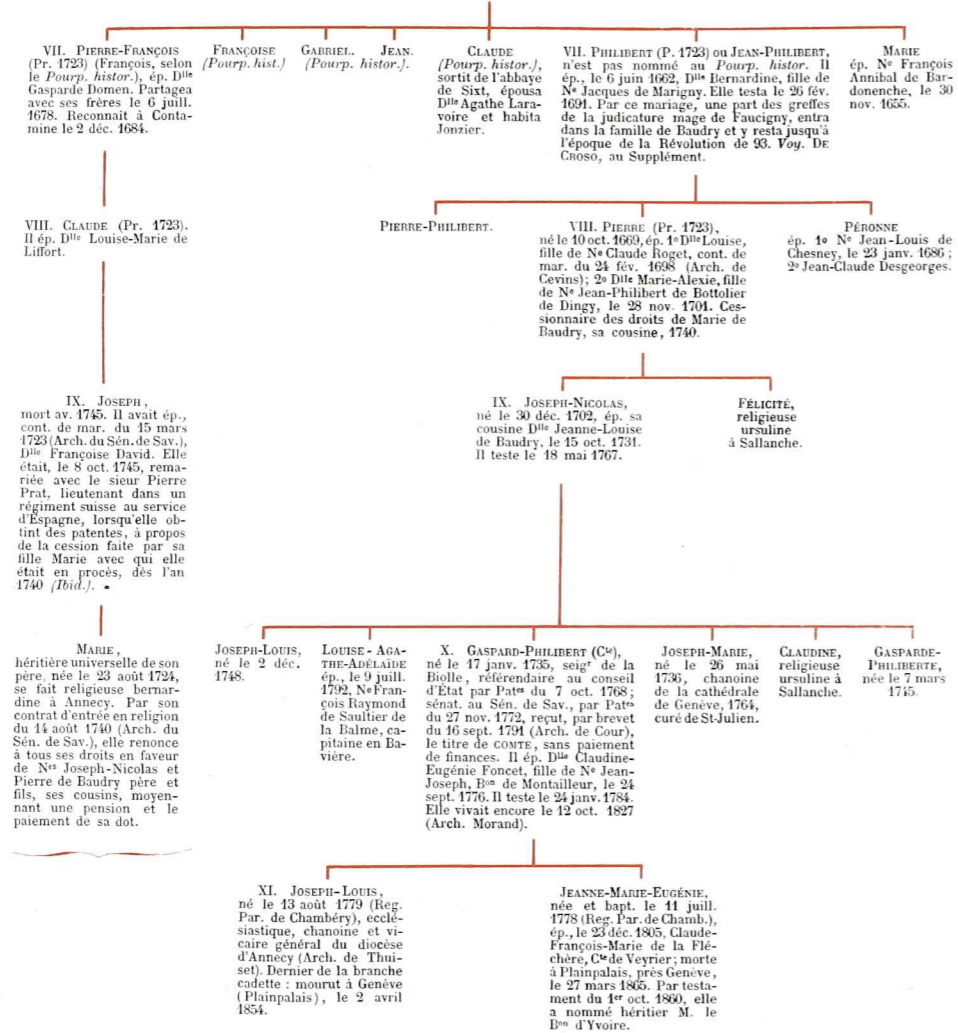 VII. PIERRE-FRANÇOIS
(Pr. 1723) (François, selon
le Pourp. histor.), ép. Dlle
Gasparde Domen. Partagea
avec ses frères le 6 juill.
1678. Reconnait à Conta-
mine le 2 déc. 1684.
FRANÇOISE
(Pourp. hist.)
GABRIEL. JEAN.
(Pourp. histor.).
CLAUDE
(Pourp. histor.),
sortit de l'abbaye
de Sixt, épousa
Dlle Agathe Lara-
voire et habita
Jonzier.
VII. PHILIBERT (P. 1723) ou JEAN-PHILIBERT,
n'est pas nommé au Pourp. histor. Il
ép., le 6 juin 1662, Dlle Bernardine, fille de
Ne Jacques de Marigny. Elle testa le 26 fév.
1691. Par ce mariage, une part des greffes
de la judicature mage de Faucigny, entra
dans la famille de Baudry et y resta jusqu'à
l'époque de la Révolution de 93. Voy. DE
CROSO, au Supplément.
MARIE
ép. Ne François
Annibal de Bar-
donenche, le 30
nov. 1655.
VIII. CLAUDE (Pr. 1723).
Il ép. Dlle Louise-Marie de
Liffort.
PIERRE-PHILIBERT.
VIII. PIERRE (Pr. 1723),
né le 10 oct. 1669, ép. 1º Dlle Louise,
fille de Ne Claude Roget, cont. de
mar. du 24 fév. 1698 (Arch. de
Cevins); 2º Dlle Marie-Alexie, fille
de Ne Jean-Philibert de Bottolier
de Dingy, le 28 nov. 1701. Ces-
sionnaire des droits de Marie de
Baudry, sa cousine, 1740.
PÉRONNE
ép. 1º Ne Jean-Louis de
Chesney, le 23 janv. 1686 ;
2º Jean-Claude Desgeorges.
IX. JOSEPH,
mort av. 1745. Il avait ép.,
cont. de mar. du 15 mars
1723 (Arch. du Sén. de Sav.),
Dlle Françoise David. Elle
était, le 8 oct. 1745, rema-
riée avec le sieur Pierre
Prat, lieutenant dans un
régiment suisse au service
d'Espagne, lorsqu'elle ob-
tint des patentes, à propos
de la cession faite par sa
fille Marie avec qui elle
était en procès, dès l'an
1740 (Ibid.).
IX. JOSEPH-NICOLAS,
né le 30 déc. 1702, ép. sa
cousine Dlle Jeanne-Louise
de Baudry, le 15 oct. 1731.
Il teste le 18 mai 1767.
FÉLICITÉ,
religieuse
ursuline
à Sallanche.
MARIE,
héritière universelle de son
père, née le 23 août 1724,
se fait religieuse bernar-
dine à Annecy. Par son
contrat d'entrée en religion
du 14 août 1740 (Arch. du
Sén. de Sav.), elle renonce
à tous ses droits en faveur
de Nes Joseph-Nicolas et
Pierre de Baudry père et
fils, ses cousins, moyen-
nant une pension et le
paiement de sa dot.
JOSEPH-LOUIS,
né le 2 déc.
1748.
LOUISE-AGA-
THE-ADÉLAÏDE
ép., le 9 juill.
1792, Ne Fran-
çois Raymond
de Saultier de
la Balme, ca-
pitaine en Ba-
vière.
X. GASPARD-PHILIBERT (Cte),
né le 17 janv. 1735, seigr de la
Biolle, référendaire au conseil
d'État par Pates du 7 oct. 1768 ;
sénat. au Sén. de Sav., par Pates
du 27 nov. 1772, reçut, par brevet
du 16 sept. 1791 (Arch. de Cour),
le titre de COMTE, sans paiement
de finances. Il ép. Dlle Claudine-
Eugénie Foncet, fille de Ne Jean-
Joseph, Bon de Montailleur, le 24
sept. 1776. Il teste le 24 janv. 1784.
Elle vivait encore le 12 oct. 1827
(Arch. Morand).
JOSEPH-MARIE,
né le 26 mai
1736, chanoine
de la cathédrale
de Genève, 1764,
curé de St-Julien.
CLAUDINE,
religieuse
ursuline à
Sallanche.
GASPARDE-
PHILIBERTE,
née le 7 mars
1745.
XI. JOSEPH-LOUIS,
né le 13 août 1779 (Reg.
Par. de Chambéry), ecclé-
siastique, chanoine et vi-
caire général du diocèse
d'Annecy (Arch. de Thui-
set). Dernier de la branche
cadette : mourut à Genève
(Plainpalais), le 2 avril
1854.
JEANNE-MARIE-EUGÉNIE,
née et bapt. le 11 juill.
1778 (Reg. Par. de Chamb.),
ép., le 23 déc. 1805, Claude-
François-Marie de la Flé-
chère, Cte de Veyrier ; morte
à Plainpalais, près Genève,
le 27 mars 1865. Par testa-
ment du 1er oct. 1860, elle
a nommé héritier M. le
Bon d'Yvoire.